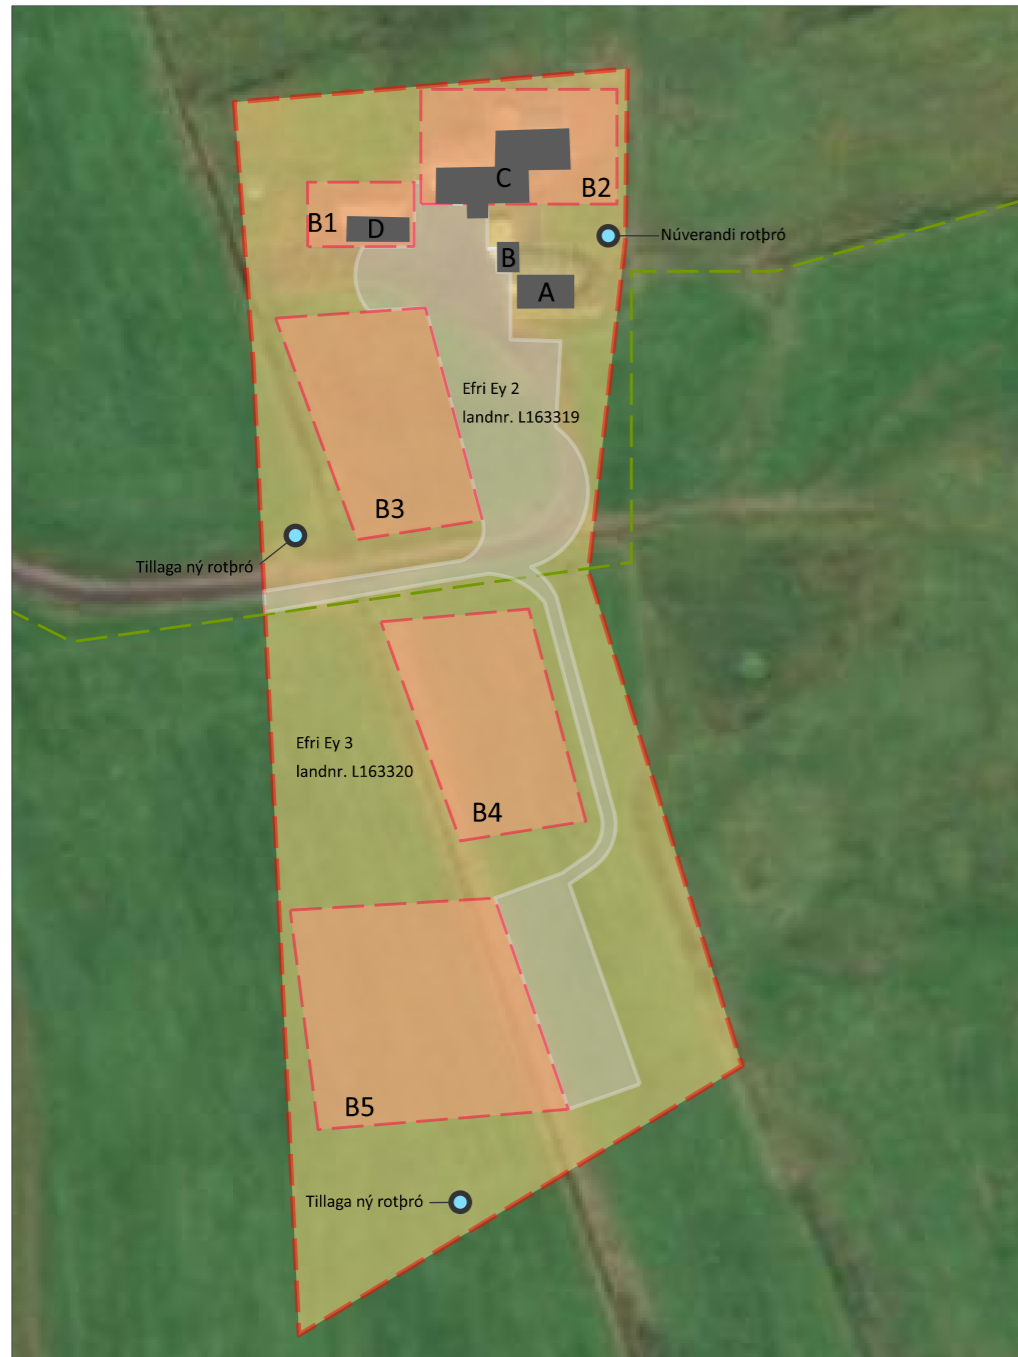 C
B2
B1
D
Núverandi rotþró
B
A
Efri Ey 2
landnr. L163319
B3
Tillaga ný rotþró
Efri Ey 3
landnr. L163320
B4
B5
Tillaga ný rotþró